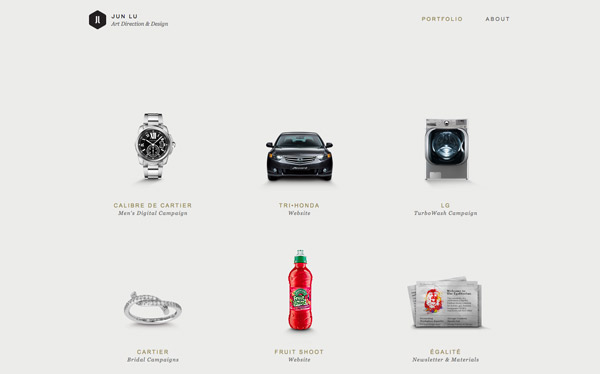 JL
JUN LU
Art Direction & Design
PORTFOLIO
ABOUT
CALIBRE DE CARTIER
Men's Digital Campaign
TRI•HONDA
Website
LG
TurboWash Campaign
CARTIER
Bridal Campaigns
FRUIT SHOOT
Website
ÉGALITÉ
Newsletter & Materials